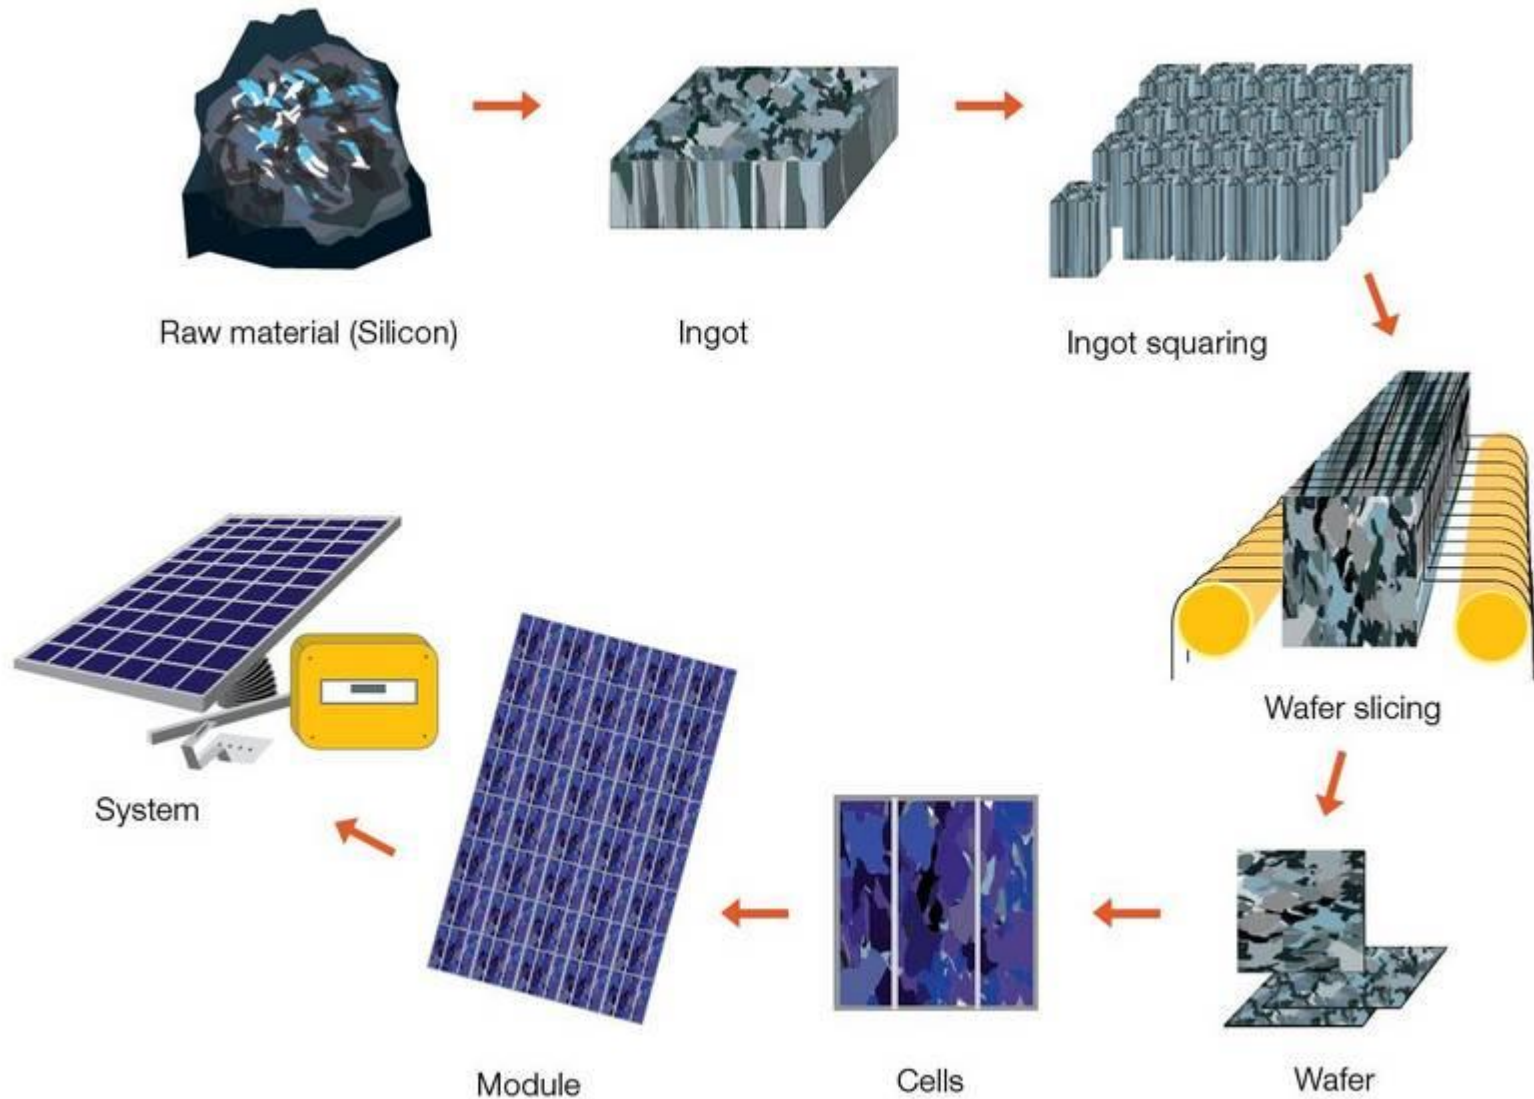 Raw material (Silicon)
Ingot
Ingot squaring
Wafer slicing
Wafer
Cells
Module
System